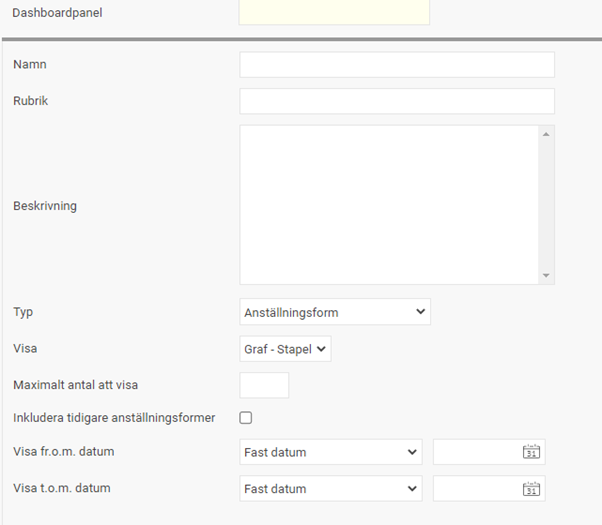 Dashboardpanel
Namn
Rubrik
Beskrivning
Typ Anställningsform
Visa Graf - Stapel
Maximalt antal att visa
Inkludera tidigare anställningsformer
Visa fr.o.m. datum Fast datum 31
Visa t.o.m. datum Fast datum 31